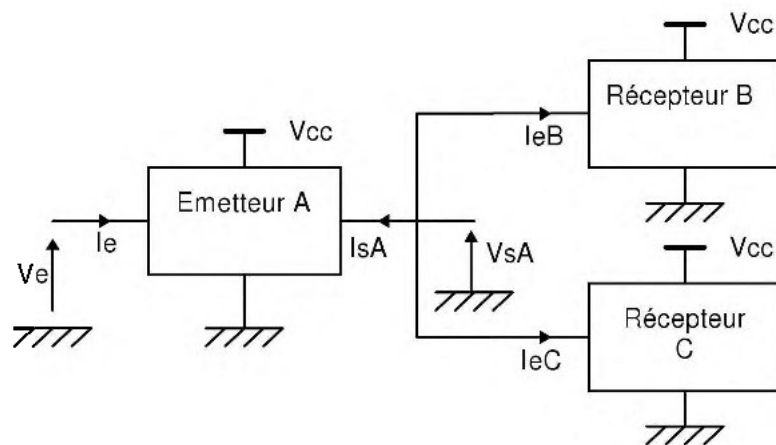 Vcc
Récepteur B
IeB
Vcc
Emetteur A
Ie
IsA
Ve
VsA
Vcc
Récepteur
C
IeC